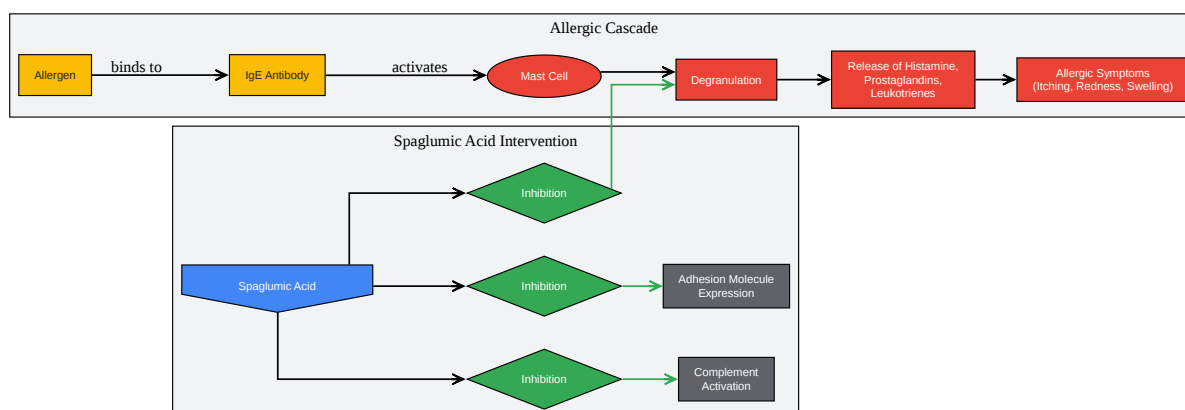 Allergic Cascade
Allergen
binds to
IgE Antibody
activates
Mast Cell
Degranulation
Release of Histamine,
Prostaglandins,
Leukotrienes
Allergic Symptoms
(Itching, Redness, Swelling)
Spaglumic Acid Intervention
Inhibition
Spaglumic Acid
Inhibition
Adhesion Molecule
Expression
Inhibition
Complement
Activation